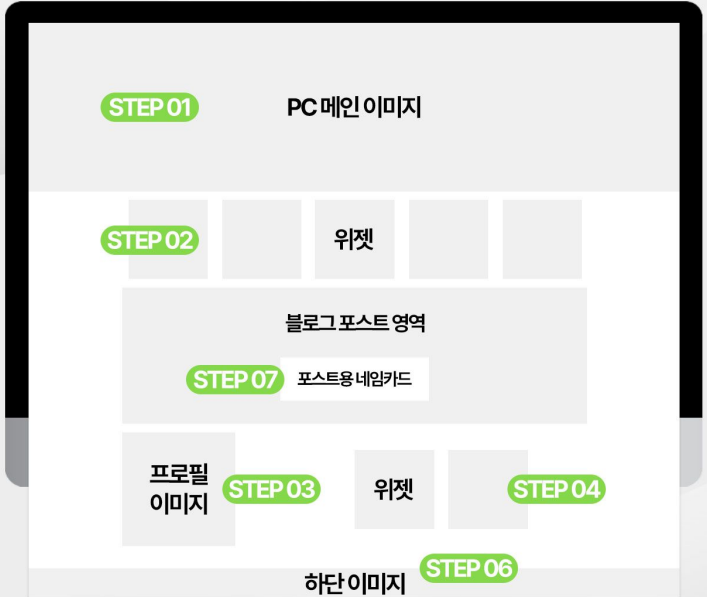 STEP 01
PC 메인 이미지
STEP 02
위젯
블로그 포스트 영역
STEP 07
포스트용 네임카드
프로필
이미지
STEP 03
위젯
STEP 04
STEP 06
하단 이미지